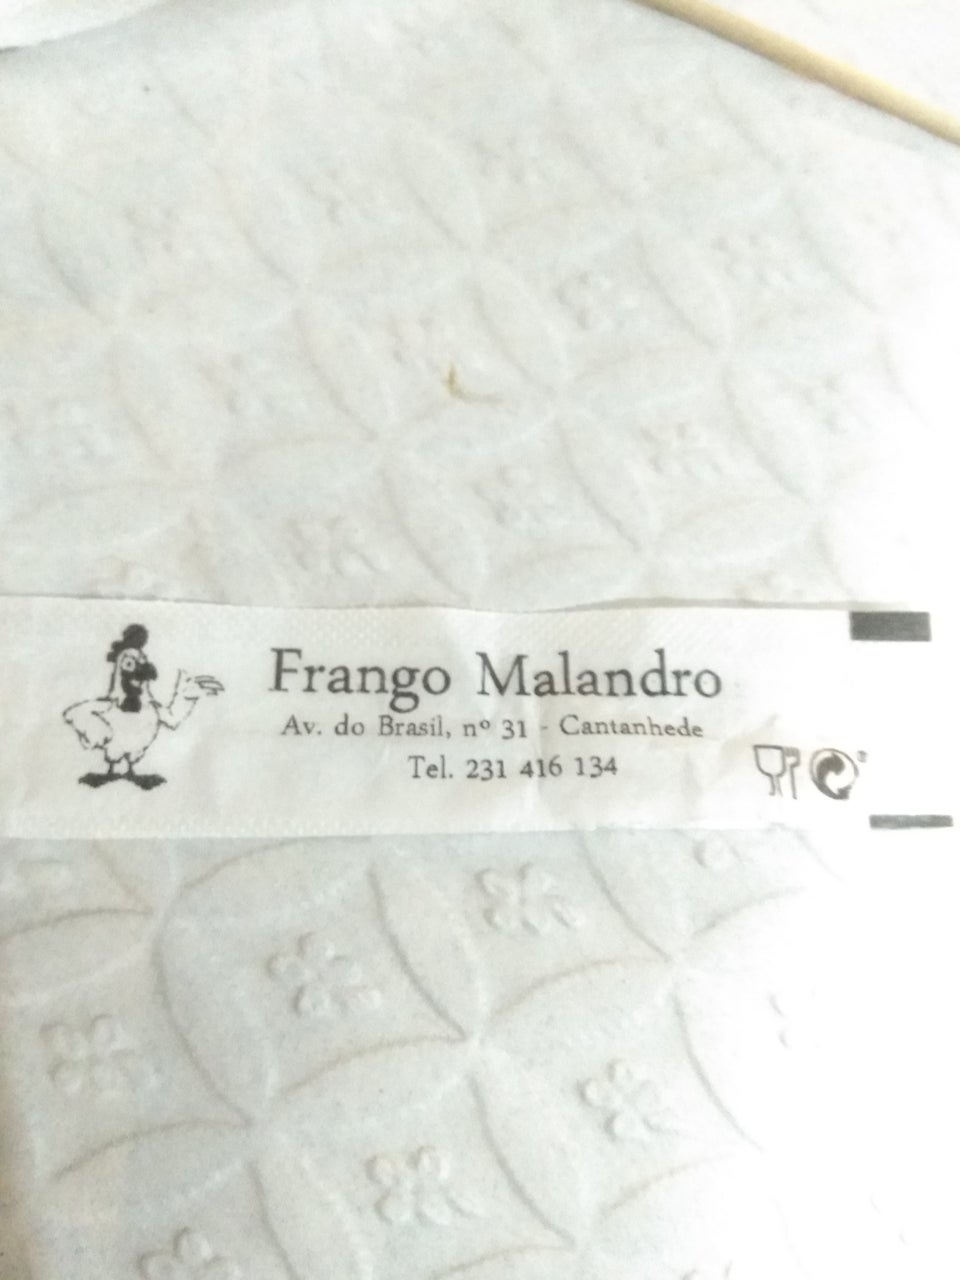 Frango Malandro
Av. do Brasil, nº 31 - Cantanhede
Tel. 231 416 134